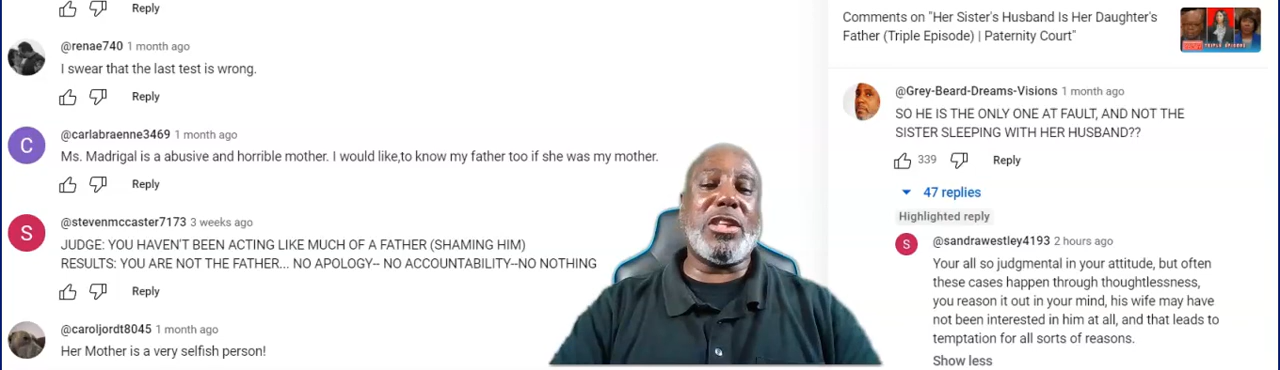 Reply
@renae740 1 month ago
I swear that the last test is wrong.
Reply
@carlabraenne3469 1 month ago
C
Ms. Madrigal is a abusive and horrible mother. I would like,to know my father too if she was my mother.
Reply
@stevenmccaster7173 3 weeks ago
S
JUDGE: YOU HAVEN'T BEEN ACTING LIKE MUCH OF A FATHER (SHAMING HIM)
RESULTS: YOU ARE NOT THE FATHER... NO APOLOGY-- NO ACCOUNTABILITY--NO NOTHING
Reply
@caroljordt8045 1 month ago
Her Mother is a very selfish person!
Comments on "Her Sister's Husband Is Her Daughter's
Father (Triple Episode) | Paternity Court"
TRIPLE EPISODE
@Grey-Beard-Dreams-Visions 1 month ago
SO HE IS THE ONLY ONE AT FAULT, AND NOT THE
SISTER SLEEPING WITH HER HUSBAND??
339 Reply
47 replies
Highlighted reply
S
@sandrawestley4193 2 hours ago
Your all so judgmental in your attitude, but often
these cases happen through thoughtlessness,
you reason it out in your mind, his wife may have
not been interested in him at all, and that leads to
temptation for all sorts of reasons.
Show less